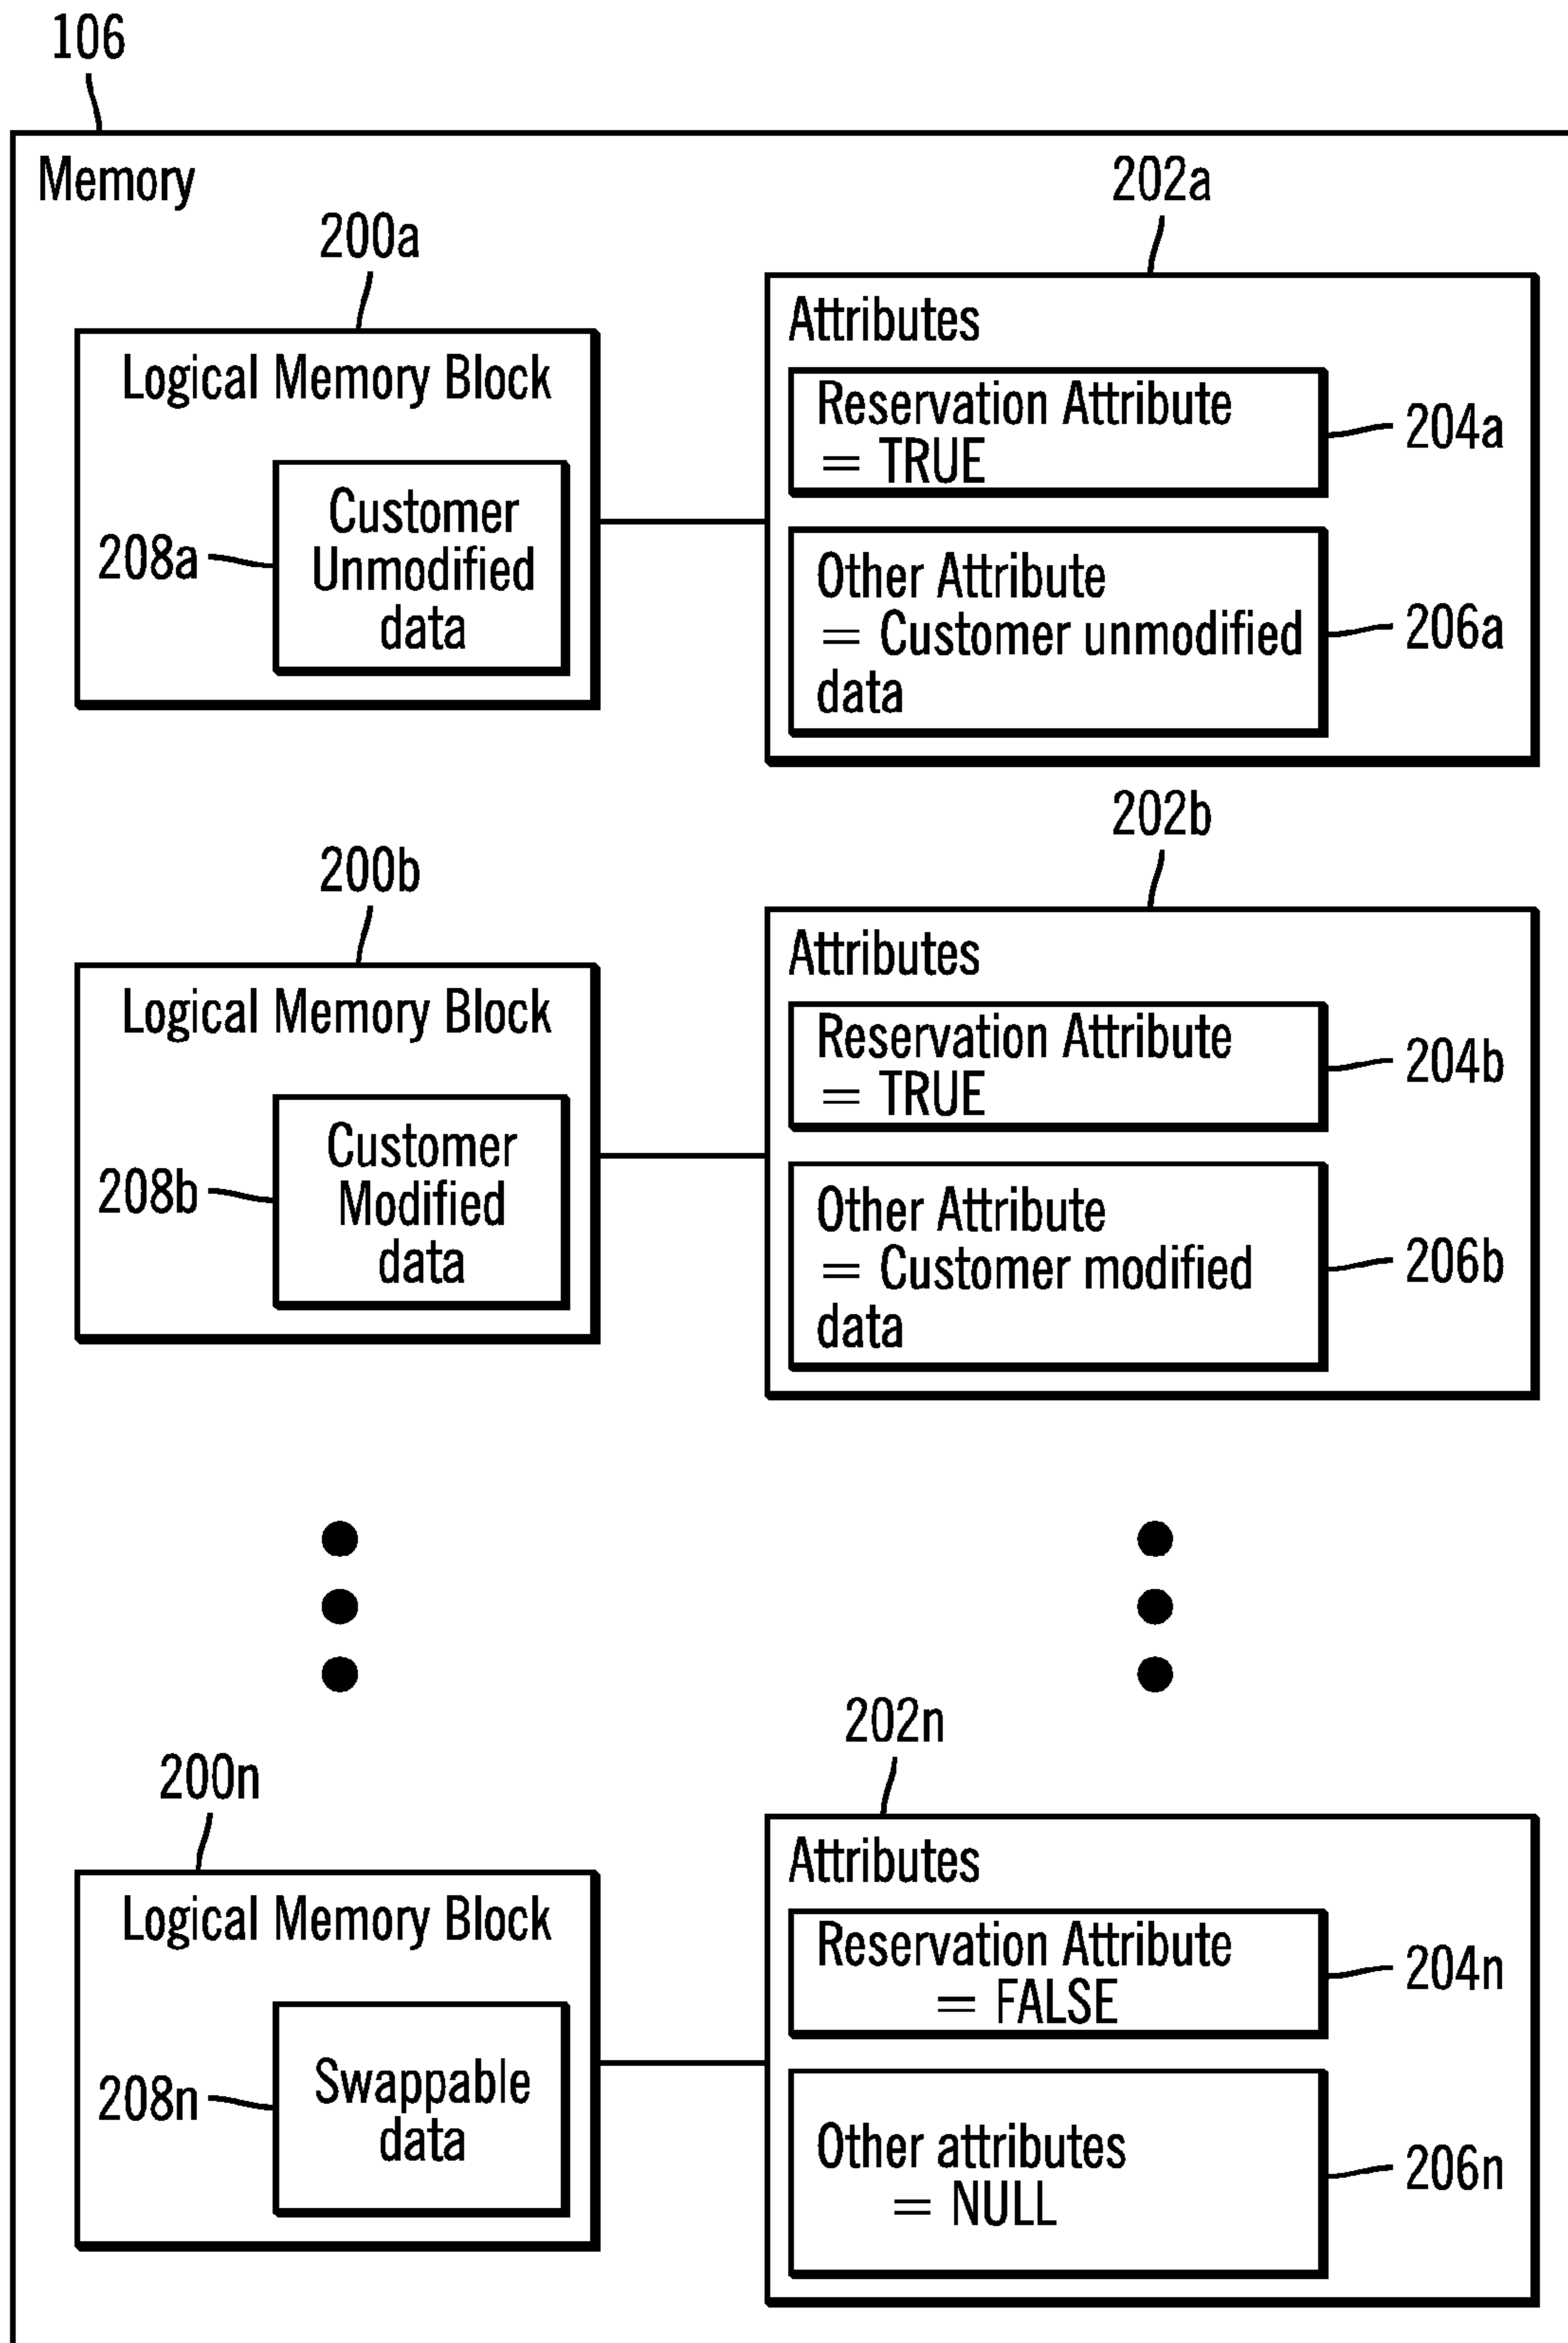 106
Memory
200a
202a
Logical Memory Block
208a
Customer
Unmodified
data
Attributes
Reservation Attribute
= TRUE
204a
Other Attribute
= Customer unmodified
data
206a
200b
202b
Logical Memory Block
208b
Customer
Modified
data
Attributes
Reservation Attribute
= TRUE
204b
Other Attribute
= Customer modified
data
206b
200n
202n
Logical Memory Block
208n
Swappable
data
Attributes
Reservation Attribute
= FALSE
204n
Other attributes
= NULL
206n